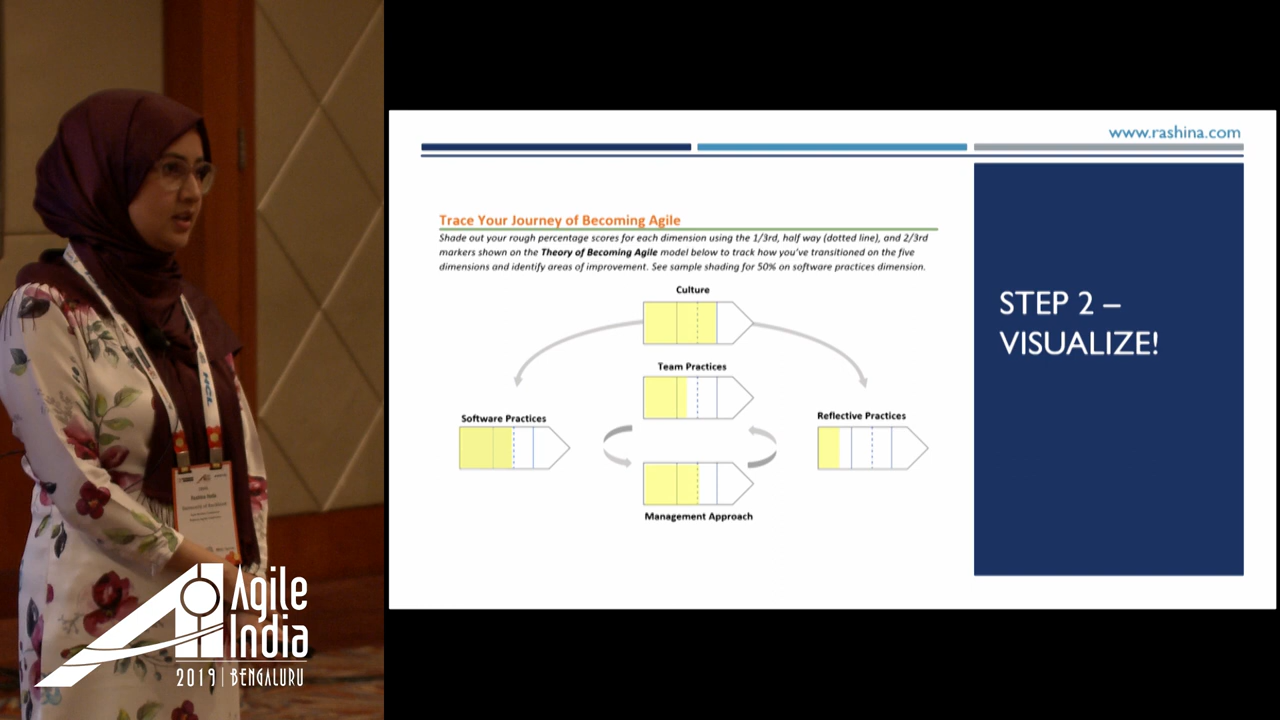 www.rashina.com
Trace Your Journey of Becoming Agile
Shade out your rough percentage scores for each dimension using the 1/3rd, half way (dotted line), and 2/3rd
markers shown on the Theory of Becoming Agile model below to track how you've transitioned on the five
dimensions and identify areas of improvement. See sample shading for 50% on software practices dimension.
Culture
Team Practices
Software Practices
Reflective Practices
Management Approach
STEP 2 –
VISUALIZE!
HCL
Agile
India
2019 | BENGALURU